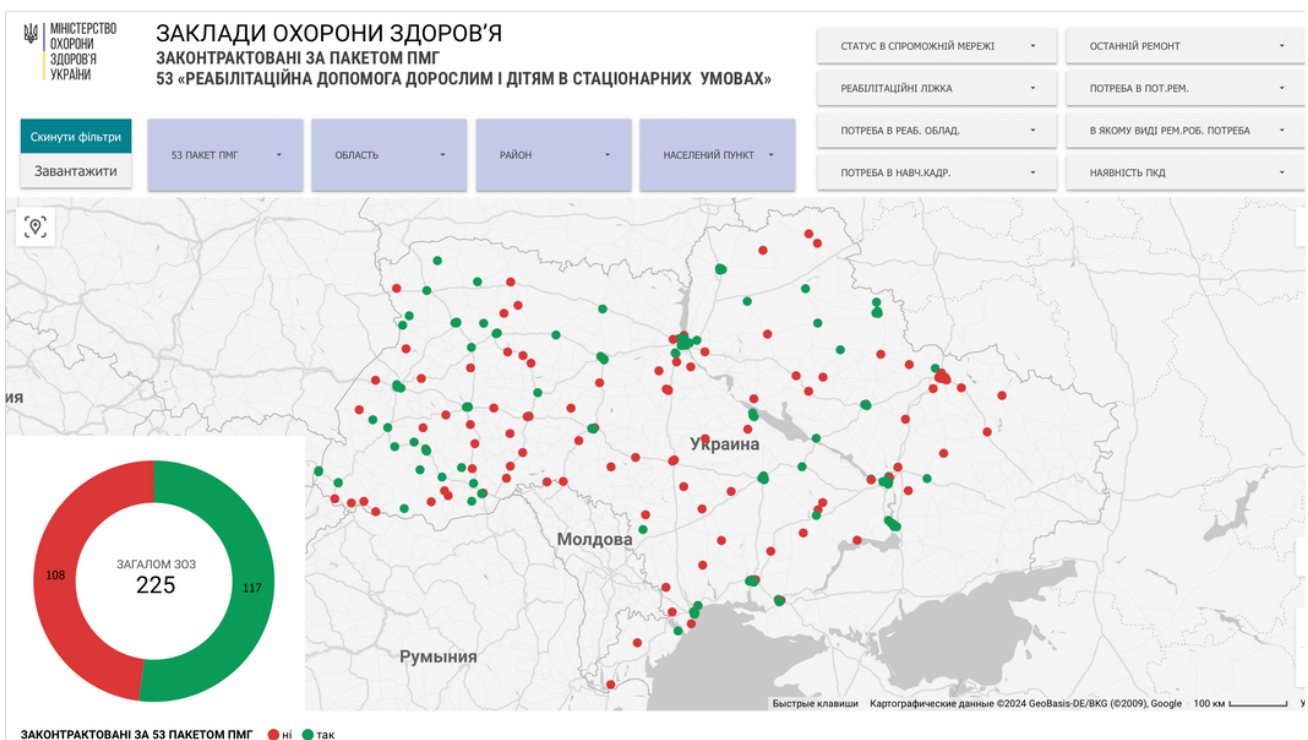 МІНІСТЕРСТВО
ОХОРОНИ
ЗДОРОВ'Я
УКРАЇНИ
ЗАКЛАДИ ОХОРОНИ ЗДОРОВ'Я
ЗАКОНТРАКТОВАНІ ЗА ПАКЕТОМ ПМГ
53 «РЕАБІЛІТАЦІЙНА ДОПОМОГА ДОРОСЛИМ І ДІТЯМ В СТАЦІОНАРНИХ УМОВАХ»
СТАТУС В СПРОМОЖНІЙ МЕРЕЖІ
ОСТАННІЙ РЕМОНТ
РЕАБІЛІТАЦІЙНІ ЛІЖКА
ПОТРЕБА В ПОТ.РЕМ.
ПОТРЕБА В РЕАБ. ОБЛАД.
В ЯКОМУ ВИДІ РЕМ.РОБ. ПОТРЕБА
ПОТРЕБА В НАВЧ.КАДР.
НАЯВНІСТЬ ПКД
Скинути фільтри
Завантажити
53 ПАКЕТ ПМГ
ОБЛАСТЬ
РАЙОН
НАСЕЛЕНИЙ ПУНКТ
ия
Украина
Молдова
Румыния
ЗАГАЛОМ ЗОЗ
225
108
117
Быстрые клавиши
Картографические данные ©2024 GeoBasis-DE/BKG (©2009), Google
100 км
У
ЗАКОНТРАКТОВАНІ ЗА 53 ПАКЕТОМ ПМГ ні так